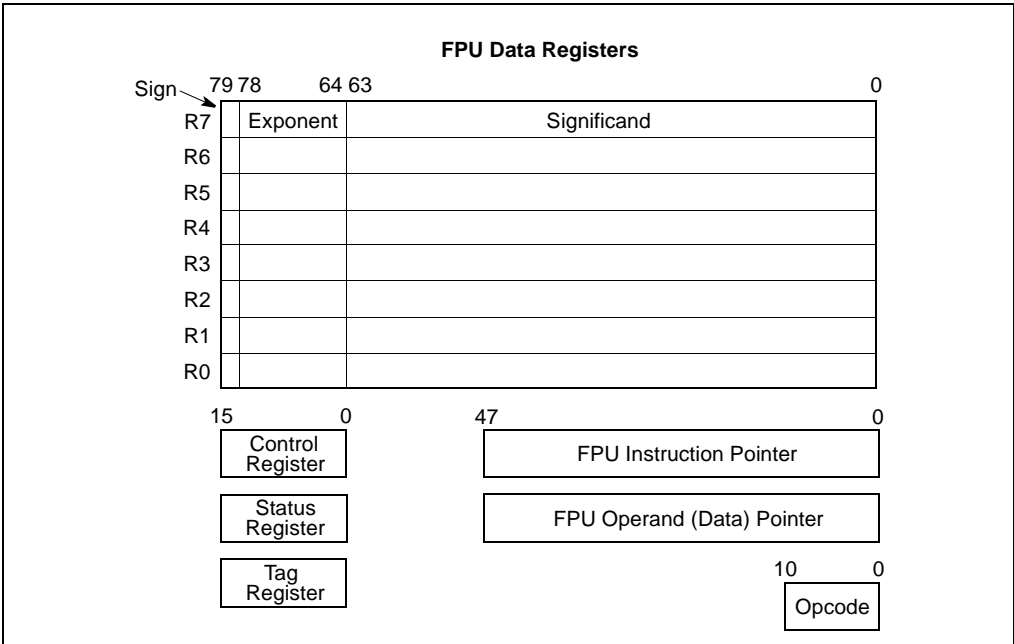 FPU Data Registers
Sign 79 78 64 63 0
R7 Exponent Significand
R6
R5
R4
R3
R2
R1
R0
15 0 47 0
Control
Register
FPU Instruction Pointer
Status
Register
FPU Operand (Data) Pointer
Tag
Register
10 0
Opcode